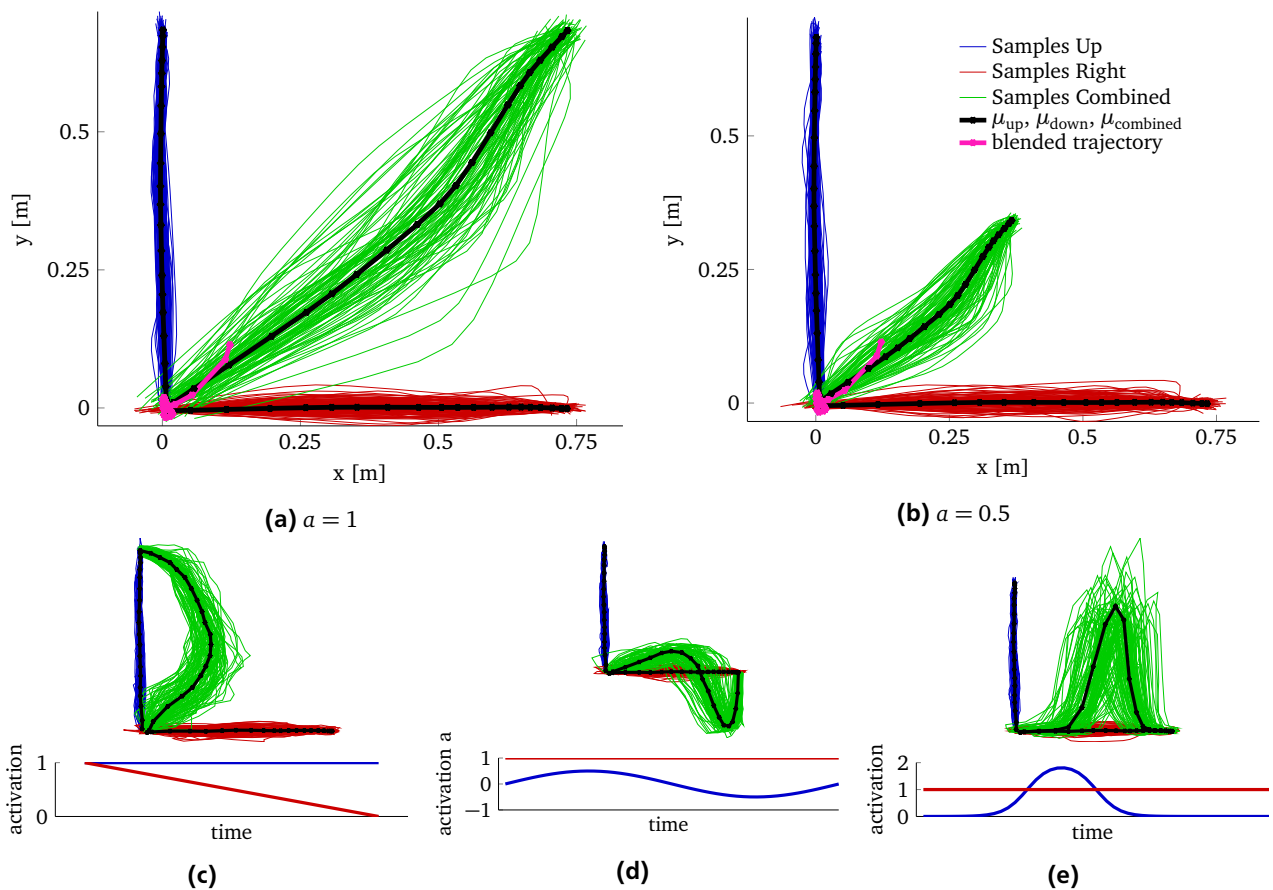 Samples Up
Samples Right
Samples Combined
μup, μdown, μcombined
blended trajectory
0.5
0.25
0
y [m]
0 0.25 0.5 0.75
x [m]
(a) a = 1
0.5
0.25
0
y [m]
0 0.25 0.5 0.75
x [m]
(b) a = 0.5
activation
1
0
time
(c)
activation a
1
0
−1
time
(d)
activation
2
1
0
time
(e)